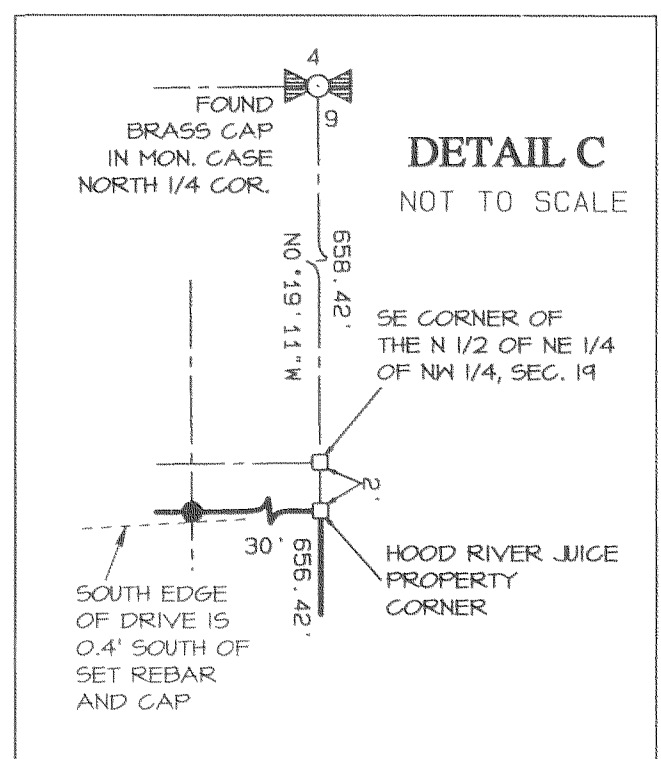 4
FOUND
BRASS CAP
IN MON. CASE
NORTH 1/4 COR.
9
DETAIL C
NOT TO SCALE
658.42'
N0°19'11"W
SE CORNER OF
THE N 1/2 OF NE 1/4
OF NW 1/4, SEC. 19
2'
30'
656.42'
HOOD RIVER JUICE
PROPERTY
CORNER
SOUTH EDGE
OF DRIVE IS
0.4' SOUTH OF
SET REBAR
AND CAP